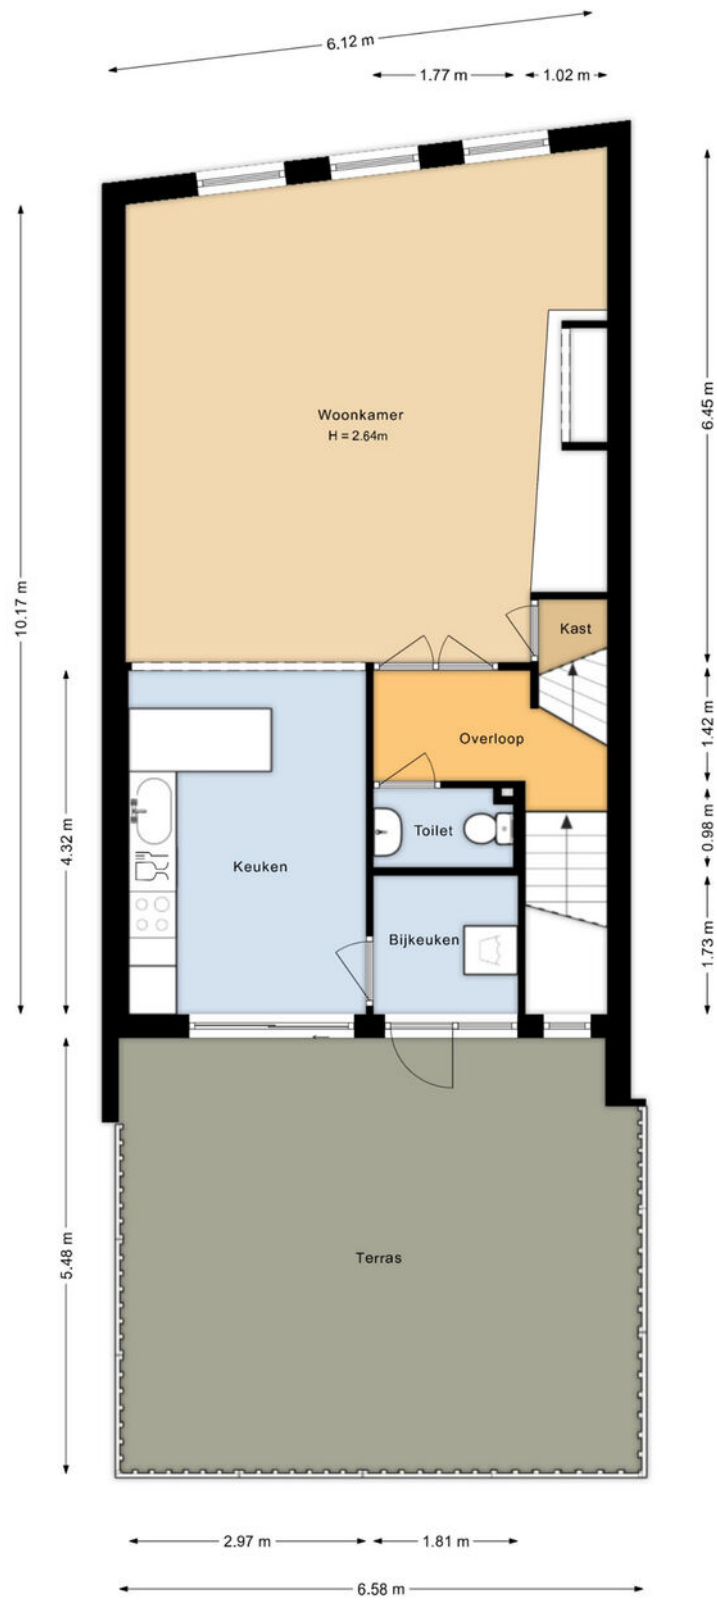 6.12 m
1.77 m
1.02 m
Woonkamer
H = 2.64m
6.45 m
10.17 m
Kast
Overloop
1.42 m
Toilet
0.98 m
4.32 m
Keuken
Bijkeuken
1.73 m
5.48 m
Terras
2.97 m
1.81 m
6.58 m